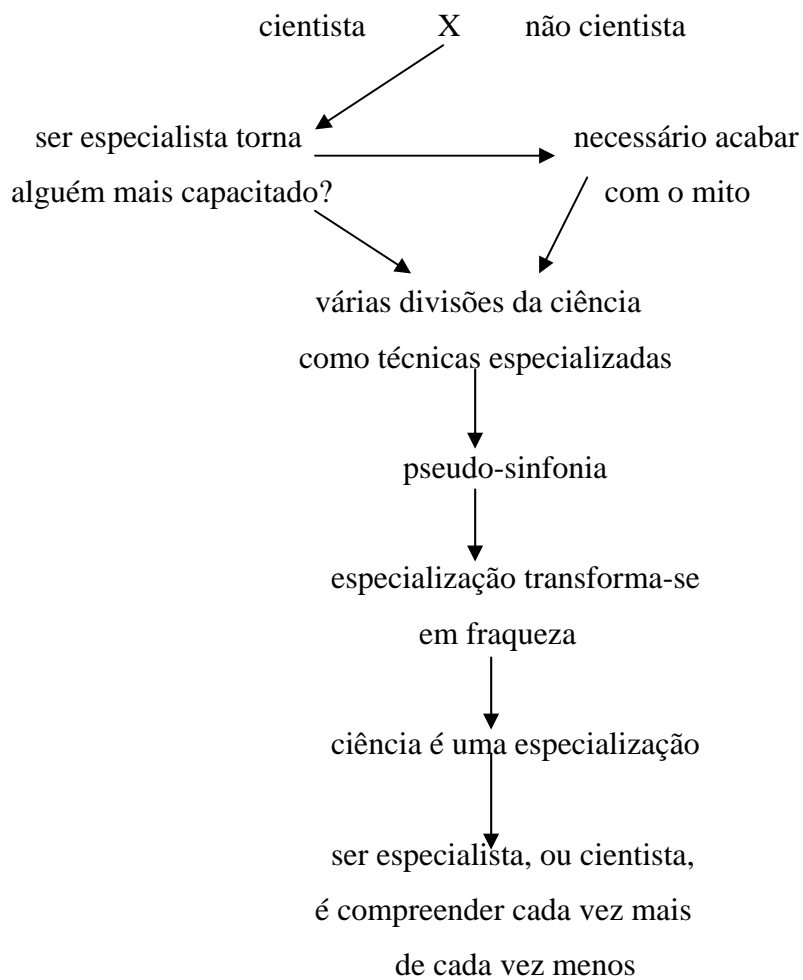 cientista X não cientista
ser especialista torna
alguém mais capacitado?
necessário acabar
com o mito
várias divisões da ciência
como técnicas especializadas
pseudo-sinfonia
especialização transforma-se
em fraqueza
ciência é uma especialização
ser especialista, ou cientista,
é compreender cada vez mais
de cada vez menos